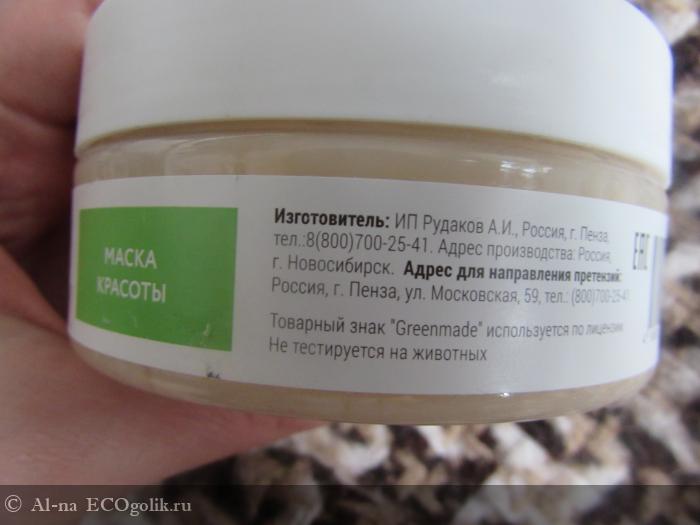 МАСКА
КРАСОТЫ
Изготовитель: ИП Рудаков А.И., Россия, г. Пенза,
тел.:8(800)700-25-41. Адрес производства: Россия,
г. Новосибирск. Адрес для направления претензий:
Россия, г. Пенза, ул. Московская, 59, тел.: (800)700-25-41
Товарный знак "Greenmade" используется по лицензии.
Не тестируется на животных
ЕАС
© Al-na ECOgolik.ru